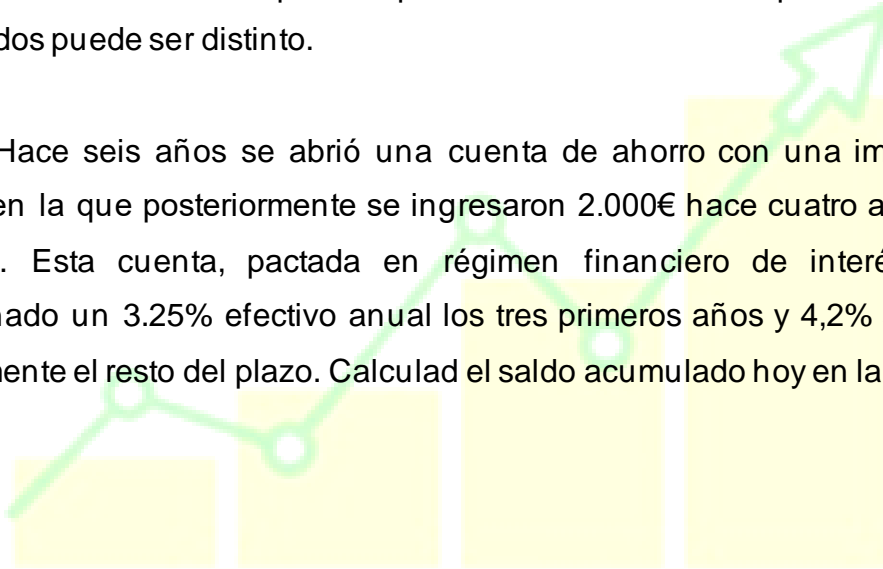 dos puede ser distinto.
Hace seis años se abrió una cuenta de ahorro con una im
en la que posteriormente se ingresaron 2.000€ hace cuatro a
. Esta cuenta, pactada en régimen financiero de interé
nado un 3.25% efectivo anual los tres primeros años y 4,2%
ente el resto del plazo. Calculad el saldo acumulado hoy en la